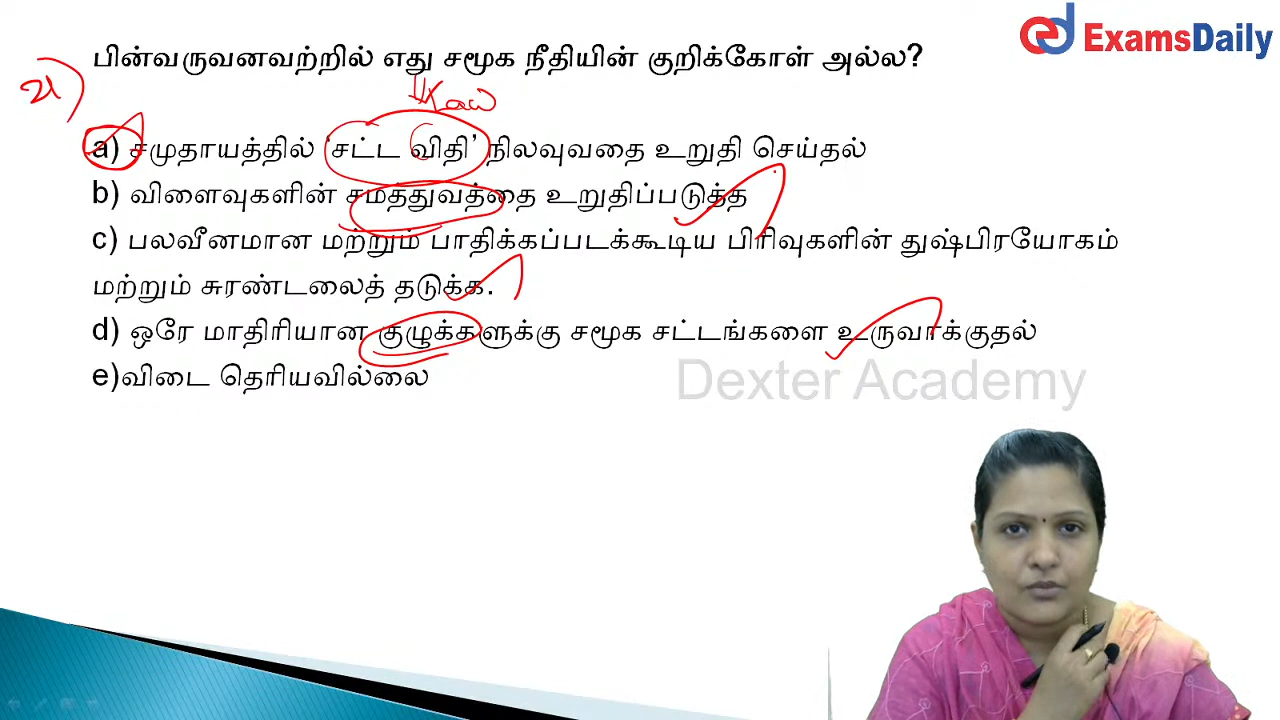 ExamsDaily
பின்வருவனவற்றில் எது சமூக நீதியின் குறிக்கோள் அல்ல?
21)
Law
a) சமுதாயத்தில் ‘சட்ட விதி’ நிலவுவதை உறுதி செய்தல்
b) விளைவுகளின் சமத்துவத்தை உறுதிப்படுத்த
c) பலவீனமான மற்றும் பாதிக்கப்படக்கூடிய பிரிவுகளின் துஷ்பிரயோகம்
மற்றும் சுரண்டலைத் தடுக்க.
d) ஒரே மாதிரியான குழுக்களுக்கு சமூக சட்டங்களை உருவாக்குதல்
e)விடை தெரியவில்லை
Dexter Academy